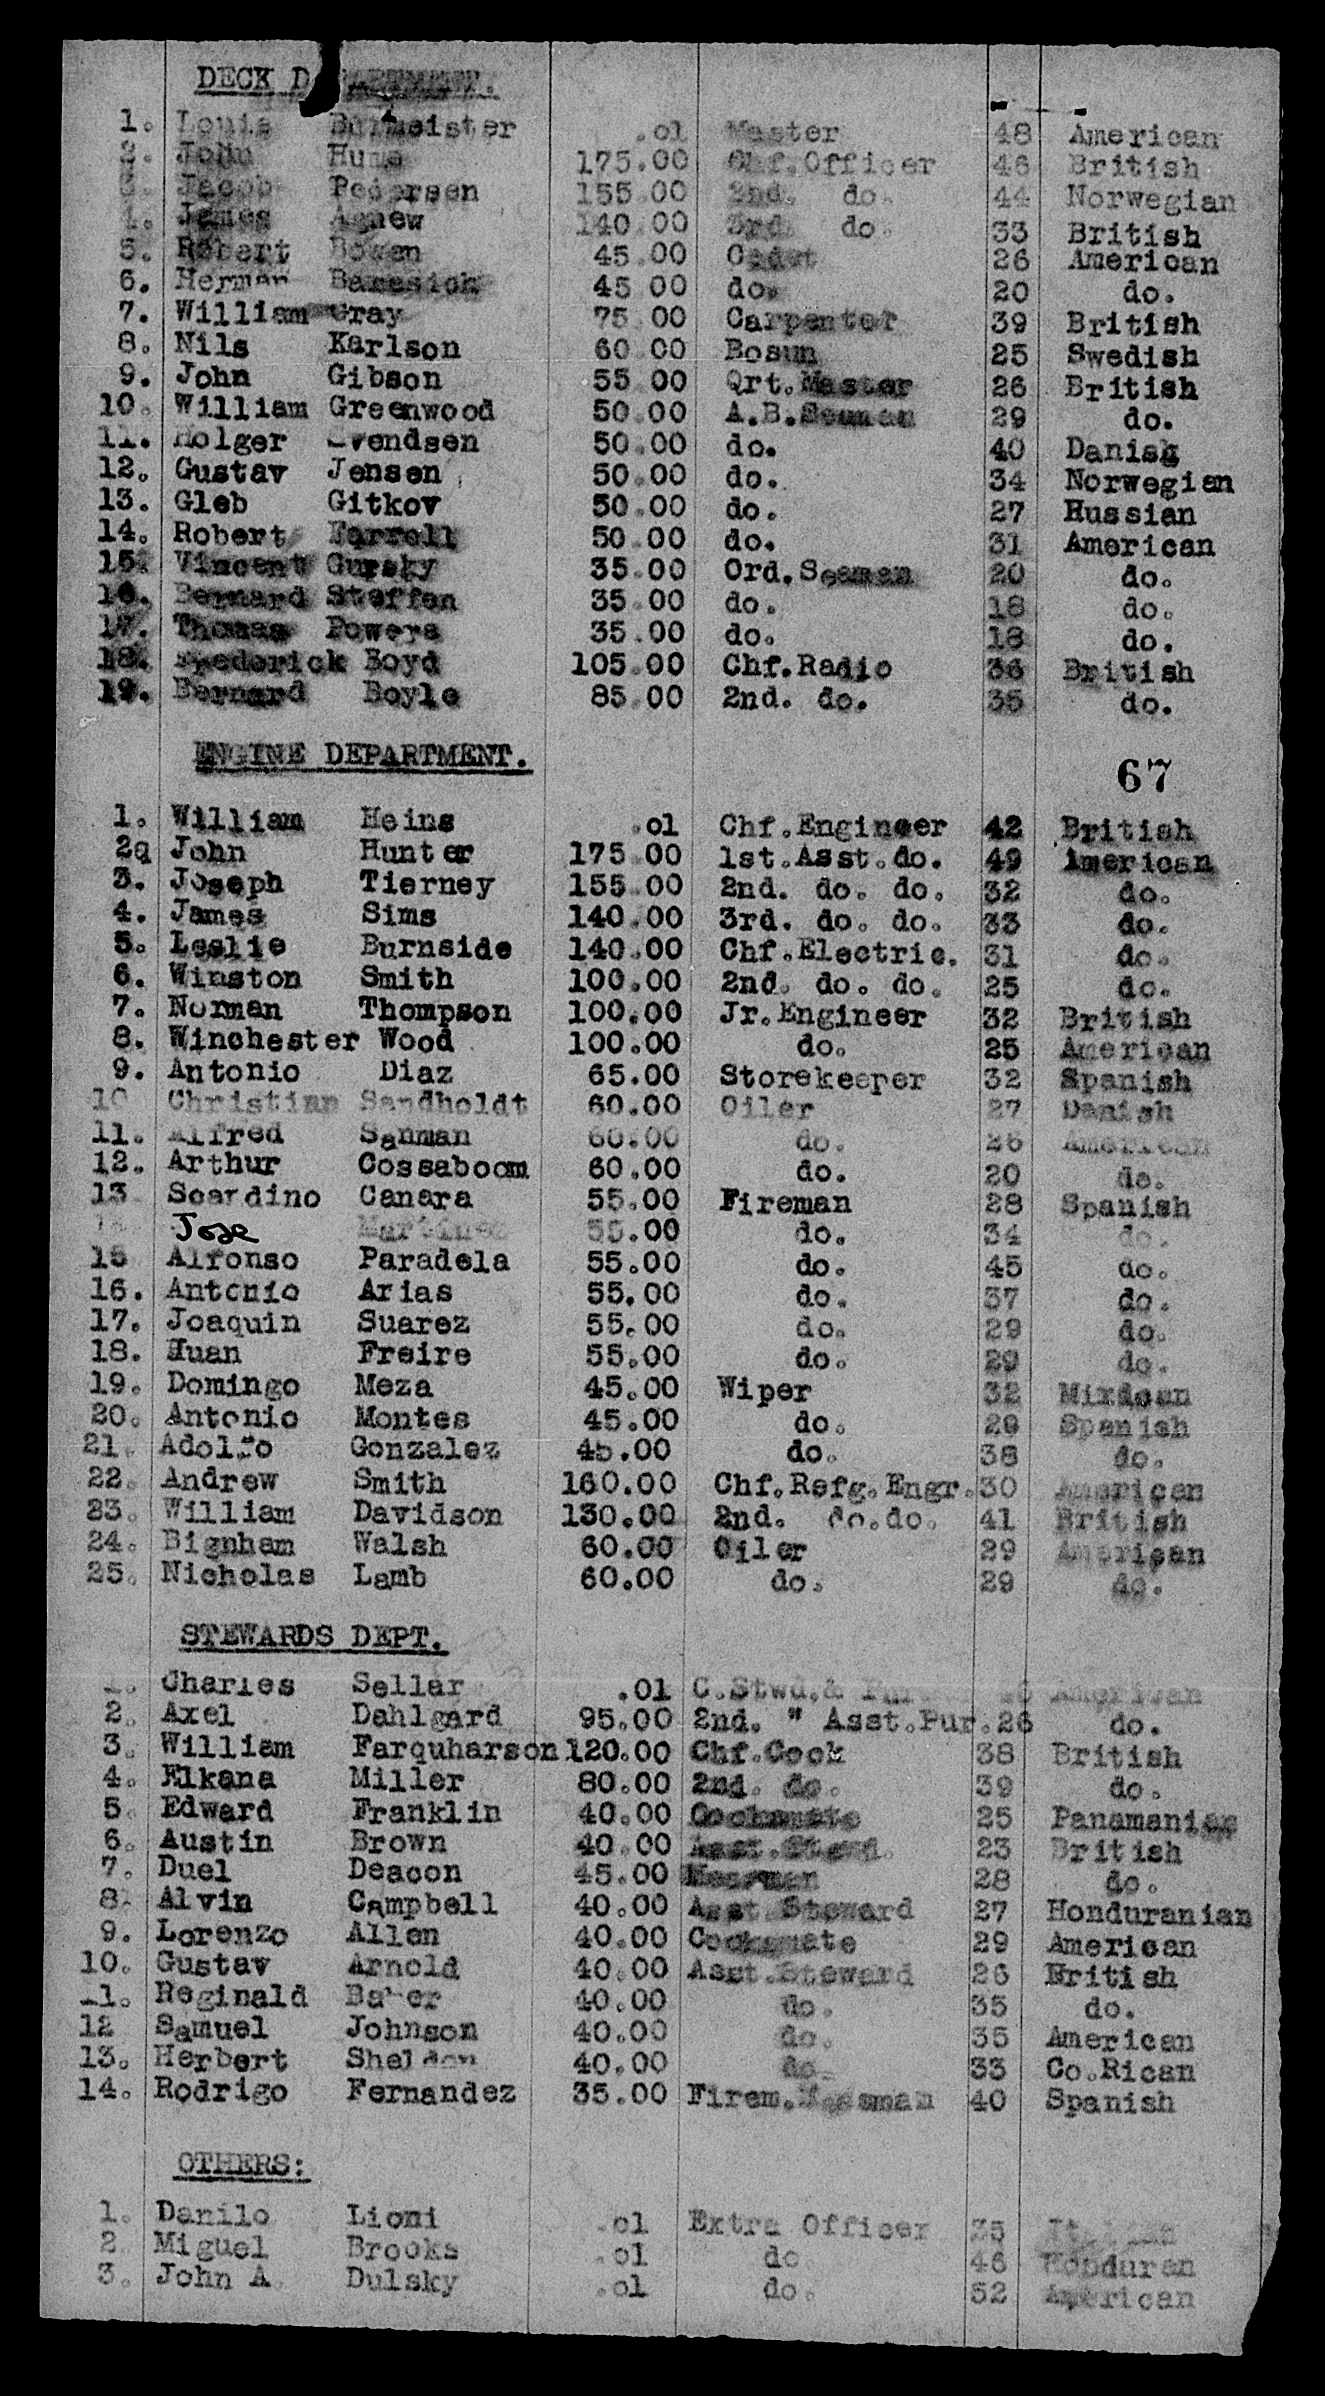 DECK
1. Louis Burmeister .01 Master 48 American
2. John Hume 175.00 Chf.Officer 46 British
3. Jacob Pedersen 155.00 2nd. do. 44 Norwegian
4. James Agnew 140.00 3rd. do. 33 British
5. Robert Bowen 45.00 Cadet 26 American
6. Herman 45 00 do. 20 do.
7. William Gray 75 00 Carpenter 39 British
8. Nils Karlson 60 00 Bosun 25 Swedish
9. John Gibson 55 00 Qrt.Master 26 British
10. William Greenwood 50.00 A.B.Seaman 29 do.
11. Holger Svendsen 50.00 do. 40 Danish
12. Gustav Jensen 50.00 do. 34 Norwegian
13. Gleb Gitkov 50.00 do. 27 Russian
14. Robert Farrell 50.00 do. 31 American
15. Vincent Gursky 35.00 Ord.Seaman 20 do.
16. Bernard Steffen 35.00 do. 18 do.
17. Thomas Powers 35.00 do. 18 do.
18. Frederick Boyd 105.00 Chf.Radio 36 British
19. Bernard Boyle 85.00 2nd. do. 35 do.
ENGINE DEPARTMENT.
67
1. William Heins .ol Chf.Engineer 42 British
2q John Hunter 175.00 1st.Asst.do. 49 American
3. Joseph Tierney 155.00 2nd. do. do. 32 do.
4. James Sims 140.00 3rd. do. do. 33 do.
5. Leslie Burnside 140.00 Chf.Electric. 31 do.
6. Winston Smith 100.00 2nd. do. do. 25 do.
7. Norman Thompson 100.00 Jr.Engineer 32 British
8. Winchester Wood 100.00 do. 25 American
9. Antonio Diaz 65.00 Storekeeper 32 Spanish
10 Christian Sandholdt 60.00 Oiler 27 Danish
11. Alfred Sanman 60.00 do. 26 American
12. Arthur Cossaboom 60.00 do. 20 do.
13 Scardino Canara 55.00 Fireman 28 Spanish
14 Jose Martinez 55.00 do. 34 do.
15 Alfonso Paradela 55.00 do. 45 do.
16. Antonio Arias 55.00 do. 37 do.
17. Joaquin Suarez 55.00 do. 29 do.
18. Huan Freire 55.00 do. 29 do.
19. Domingo Meza 45.00 Wiper 32
20. Antonio Montes 45.00 do. 29 Spanish
21. Adolfo Gonzalez 45.00 do. 38 do.
22. Andrew Smith 160.00 Chf.Refg.Engr. 30 American
23. William Davidson 130.00 2nd. do.do. 41 British
24. Bignham Walsh 60.00 Oiler 29 American
25. Nicholas Lamb 60.00 do. 29 do.
STEWARDS DEPT.
1. Charles Sellar .01 C.Stwd.& American
2. Axel Dahlgard 95.00 2nd. " Asst.Pur. 26 do.
3. William Farquharson 120.00 Chf.Cook 38 British
4. Elkana Miller 80.00 2nd. do. 39 do.
5. Edward Franklin 40.00 Cooksmate 25 Panamanian
6. Austin Brown 40.00 Asst.Stewd. 23 British
7. Duel Deacon 45.00 Messman 28 do.
8. Alvin Campbell 40.00 Asst Steward 27 Honduranian
9. Lorenzo Allen 40.00 Cooksmate 29 American
10. Gustav Arnold 40.00 Asst.Steward 26 British
11. Reginald Baker 40.00 do. 35 do.
12 Samuel Johnson 40.00 do. 35 American
13. Herbert Sheldon 40.00 do. 33 Co.Rican
14. Rodrigo Fernandez 35.00 Firem.Messman 40 Spanish
OTHERS:
1. Danilo Lioni .ol Extra Officer 35 Italian
2. Miguel Brooks .ol do 46 Honduran
3. John A. Dulsky .ol do. 52 American